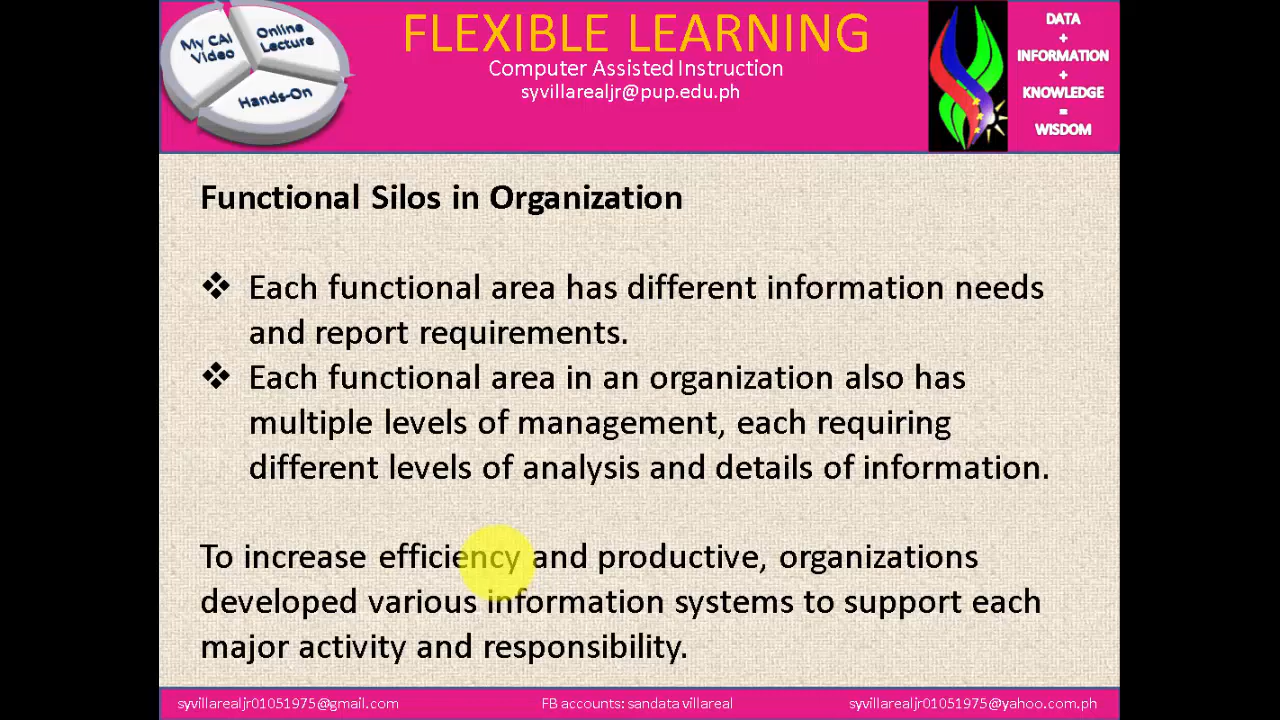 My CAI
Video
Online
Lecture
Hands-On
FLEXIBLE LEARNING
Computer Assisted Instruction
syvillarealjr@pup.edu.ph
DATA
+
INFORMATION
+
KNOWLEDGE
=
WISDOM
Functional Silos in Organization
❖ Each functional area has different information needs
and report requirements.
❖ Each functional area in an organization also has
multiple levels of management, each requiring
different levels of analysis and details of information.
To increase efficiency and productive, organizations
developed various information systems to support each
major activity and responsibility.
syvillarealjr01051975@gmail.com
FB accounts: sandata villareal
syvillarealjr01051975@yahoo.com.ph